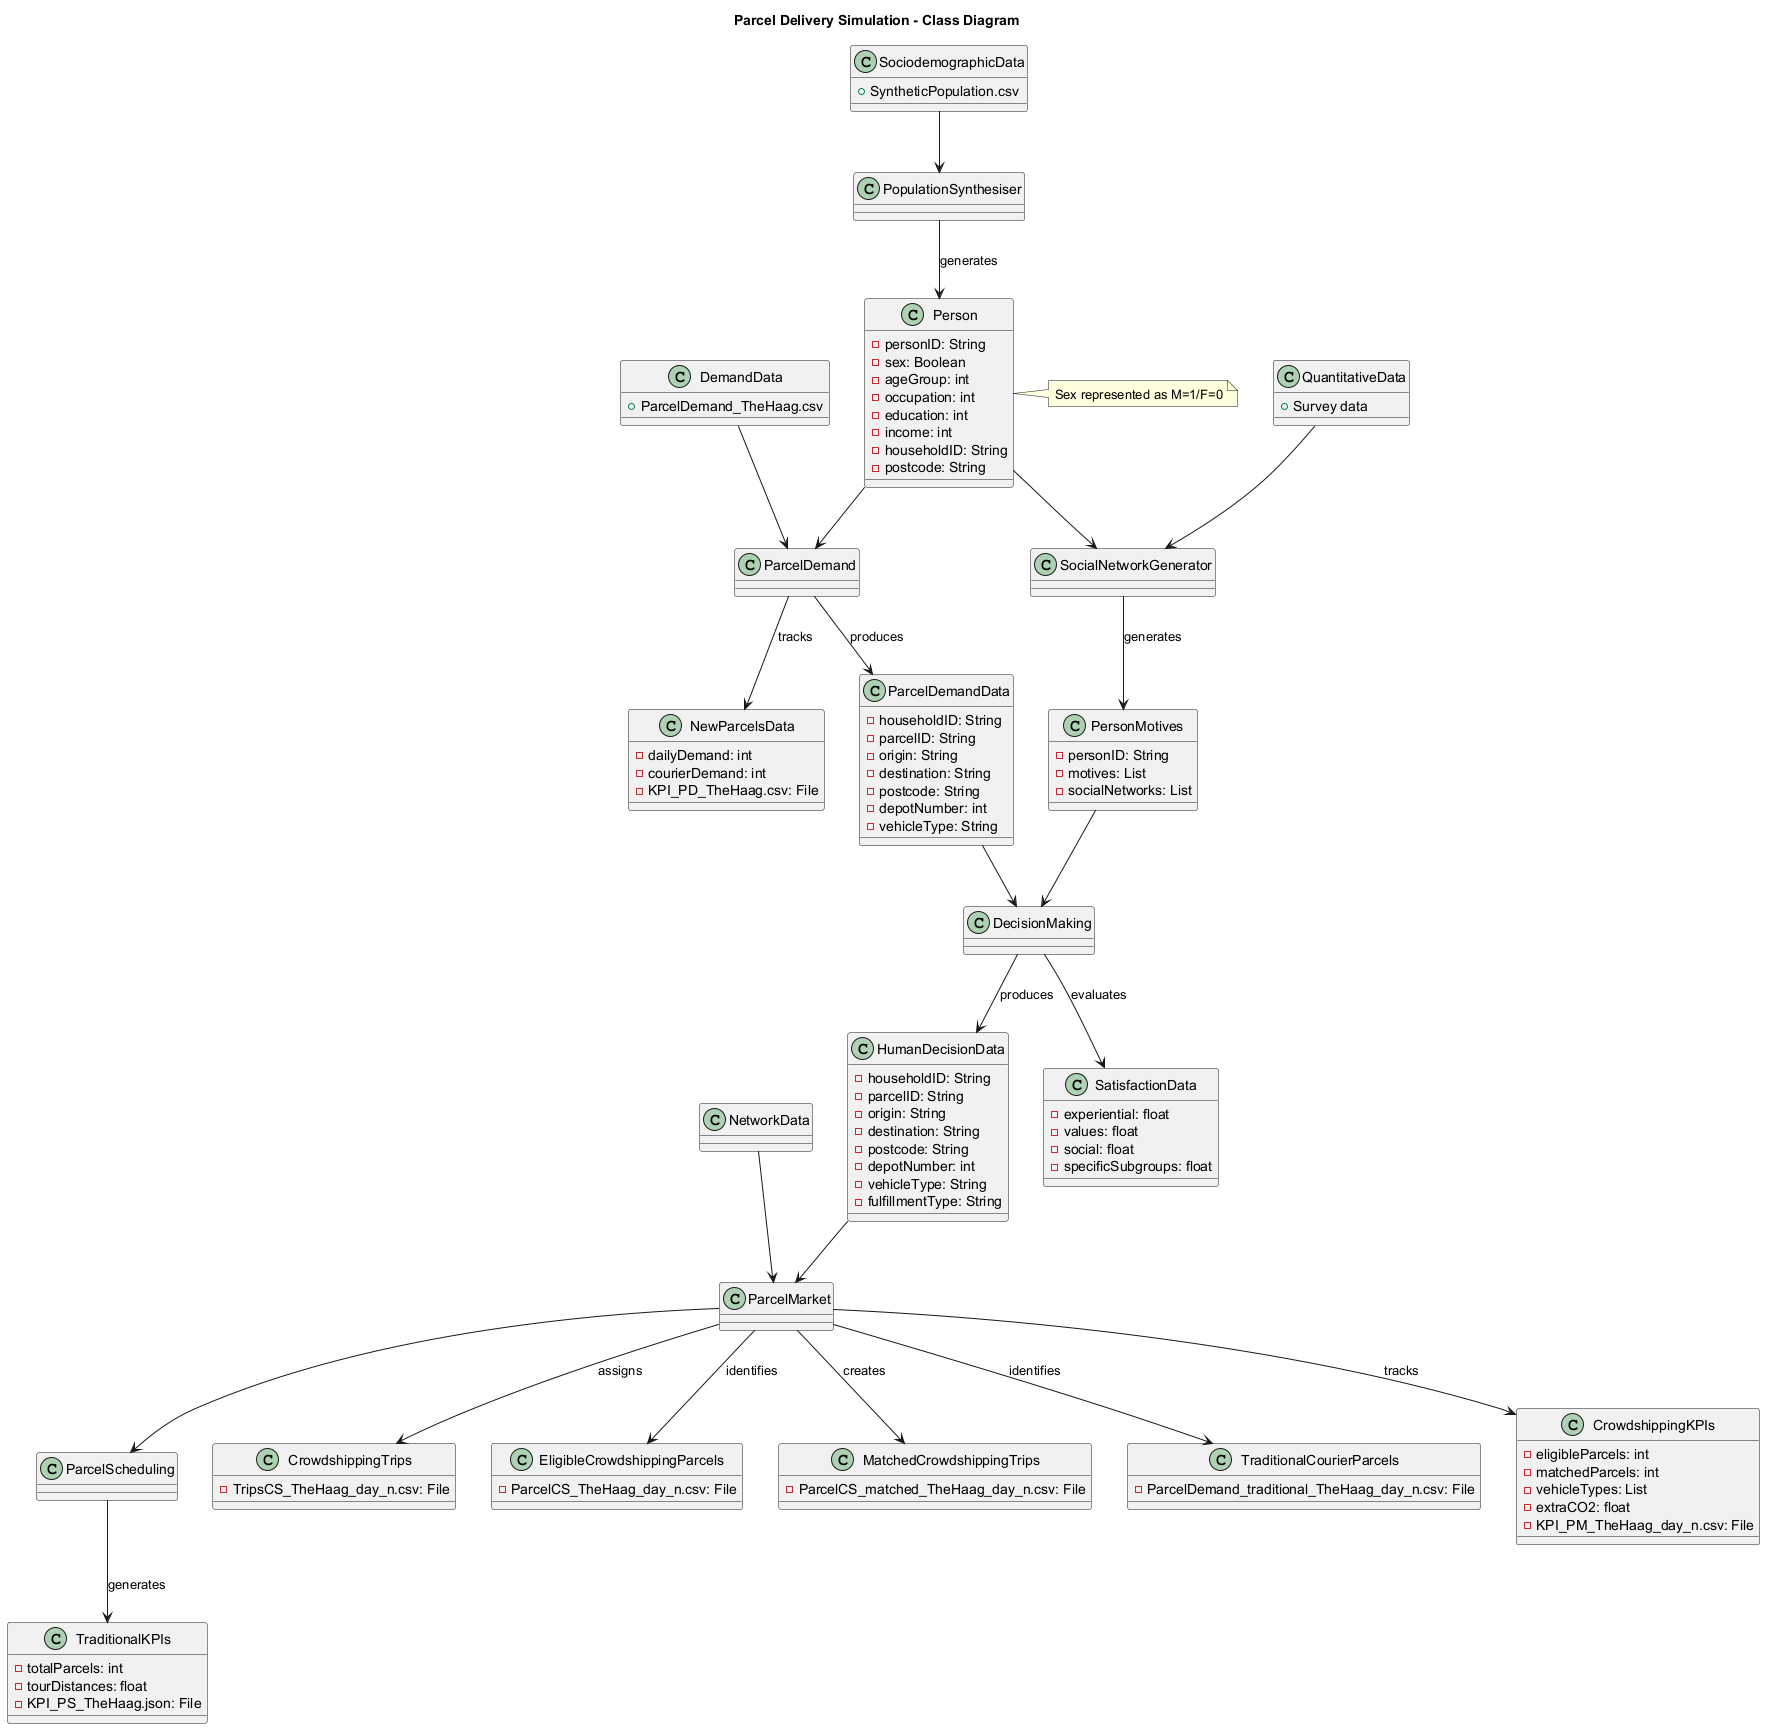 Parcel Delivery Simulation - Class Diagram
C SociodemographicData
SyntheticPopulation.csv
C PopulationSynthesiser
generates
C Person
personID: String
sex: Boolean
ageGroup: int
occupation: int
education: int
income: int
householdID: String
postcode: String
Sex represented as M=1/F=0
C DemandData
ParcelDemand_TheHaag.csv
C QuantitativeData
Survey data
C ParcelDemand
C SocialNetworkGenerator
tracks
produces
generates
C NewParcelsData
dailyDemand: int
courierDemand: int
KPI_PD_TheHaag.csv: File
C ParcelDemandData
householdID: String
parcelID: String
origin: String
destination: String
postcode: String
depotNumber: int
vehicleType: String
C PersonMotives
personID: String
motives: List
socialNetworks: List
C DecisionMaking
produces
evaluates
C NetworkData
C HumanDecisionData
householdID: String
parcelID: String
origin: String
destination: String
postcode: String
depotNumber: int
vehicleType: String
fulfillmentType: String
C SatisfactionData
experiential: float
values: float
social: float
specificSubgroups: float
C ParcelMarket
assigns
identifies
creates
identifies
tracks
C ParcelScheduling
C CrowdshippingTrips
TripsCS_TheHaag_day_n.csv: File
C EligibleCrowdshippingParcels
ParcelCS_TheHaag_day_n.csv: File
C MatchedCrowdshippingTrips
ParcelCS_matched_TheHaag_day_n.csv: File
C TraditionalCourierParcels
ParcelDemand_traditional_TheHaag_day_n.csv: File
C CrowdshippingKPIs
eligibleParcels: int
matchedParcels: int
vehicleTypes: List
extraCO2: float
KPI_PM_TheHaag_day_n.csv: File
generates
C TraditionalKPIs
totalParcels: int
tourDistances: float
KPI_PS_TheHaag.json: File